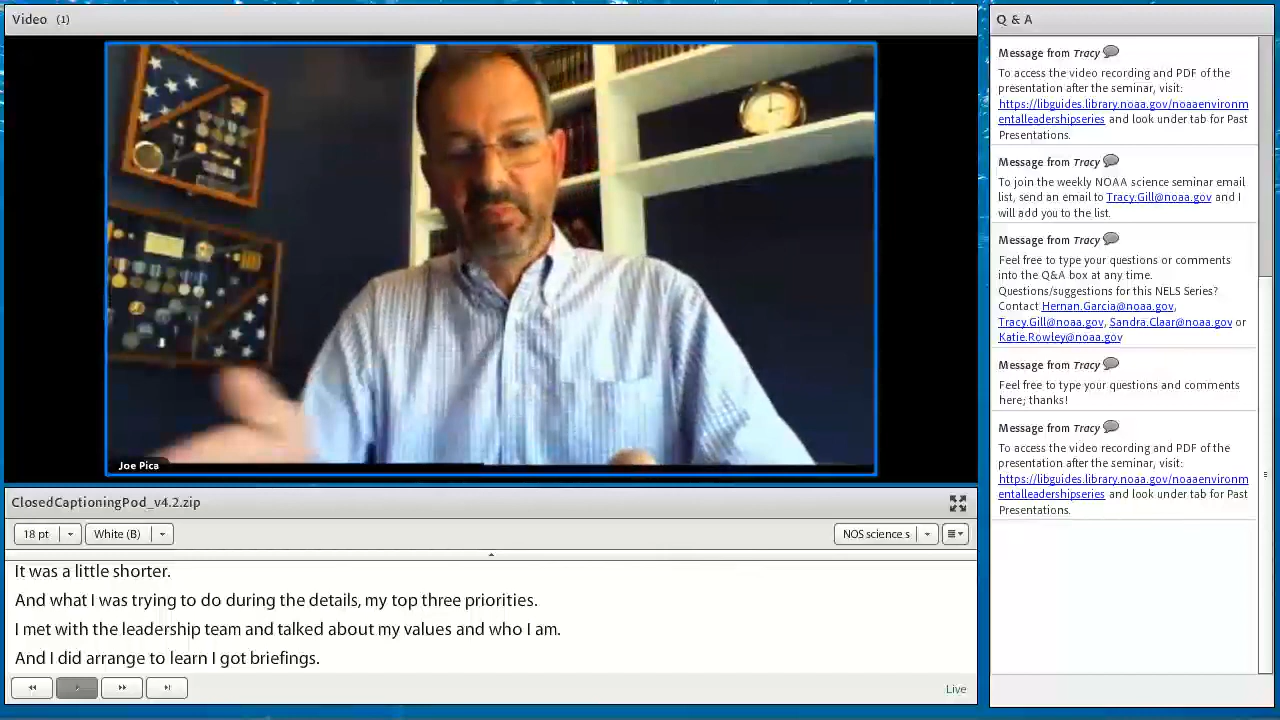 Video (1)
Joe Pica
ClosedCaptioningPod_v4.2.zip
18 pt
White (B)
NOS science s
It was a little shorter.
And what I was trying to do during the details, my top three priorities.
I met with the leadership team and talked about my values and who I am.
And I did arrange to learn I got briefings.
Live
Q & A
Message from Tracy
To access the video recording and PDF of the
presentation after the seminar, visit:
https://libguides.library.noaa.gov/noaaenvironm
entalleadershipseries and look under tab for Past
Presentations.
Message from Tracy
To join the weekly NOAA science seminar email
list, send an email to Tracy.Gill@noaa.gov and I
will add you to the list.
Message from Tracy
Feel free to type your questions or comments
into the Q&A box at any time.
Questions/suggestions for this NELS Series?
Contact Hernan.Garcia@noaa.gov,
Tracy.Gill@noaa.gov, Sandra.Claar@noaa.gov or
Katie.Rowley@noaa.gov
Message from Tracy
Feel free to type your questions and comments
here; thanks!
Message from Tracy
To access the video recording and PDF of the
presentation after the seminar, visit:
https://libguides.library.noaa.gov/noaaenvironm
entalleadershipseries and look under tab for Past
Presentations.